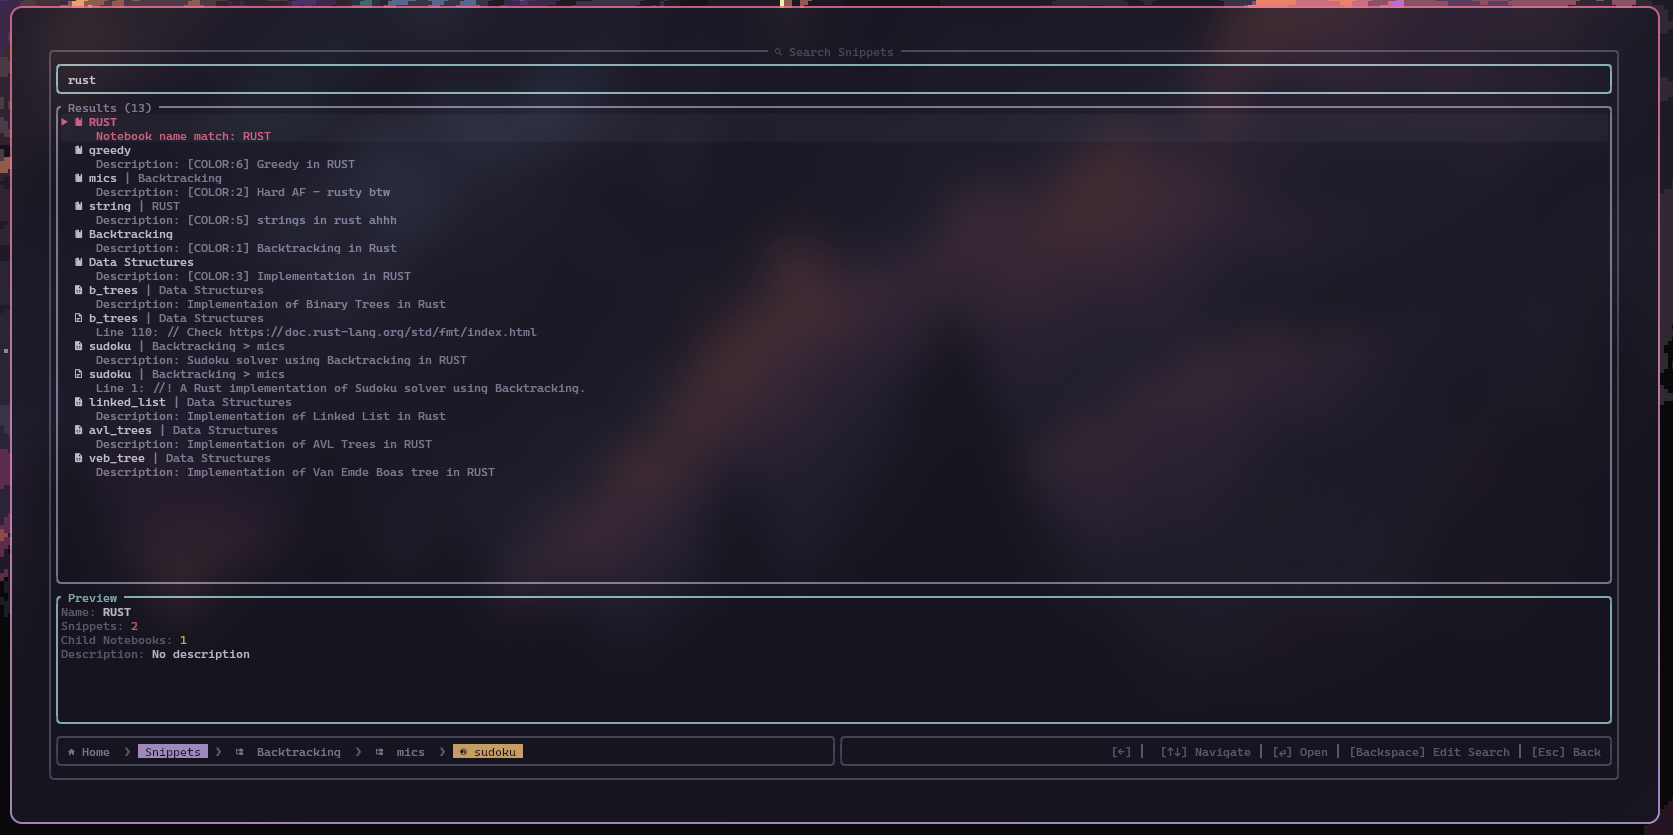 Search Snippets
rust
Results (13)
RUST
Notebook name match: RUST
greedy
Description: [COLOR:6] Greedy in RUST
mics | Backtracking
Description: [COLOR:2] Hard AF - rusty btw
string | RUST
Description: [COLOR:5] strings in rust ahhh
Backtracking
Description: [COLOR:1] Backtracking in Rust
Data Structures
Description: [COLOR:3] Implementation in RUST
b_trees | Data Structures
Description: Implementaion of Binary Trees in Rust
b_trees | Data Structures
Line 110: // Check https://doc.rust-lang.org/std/fmt/index.html
sudoku | Backtracking > mics
Description: Sudoku solver using Backtracking in RUST
sudoku | Backtracking > mics
Line 1: //! A Rust implementation of Sudoku solver using Backtracking.
linked_list | Data Structures
Description: Implementation of Linked List in Rust
avl_trees | Data Structures
Description: Implementation of AVL Trees in RUST
veb_tree | Data Structures
Description: Implementation of Van Emde Boas tree in RUST
Preview
Name: RUST
Snippets: 2
Child Notebooks: 1
Description: No description
Home ❯ Snippets ❯ Backtracking ❯ mics ❯ sudoku
[←] | [↑↓] Navigate | [↵] Open | [Backspace] Edit Search | [Esc] Back